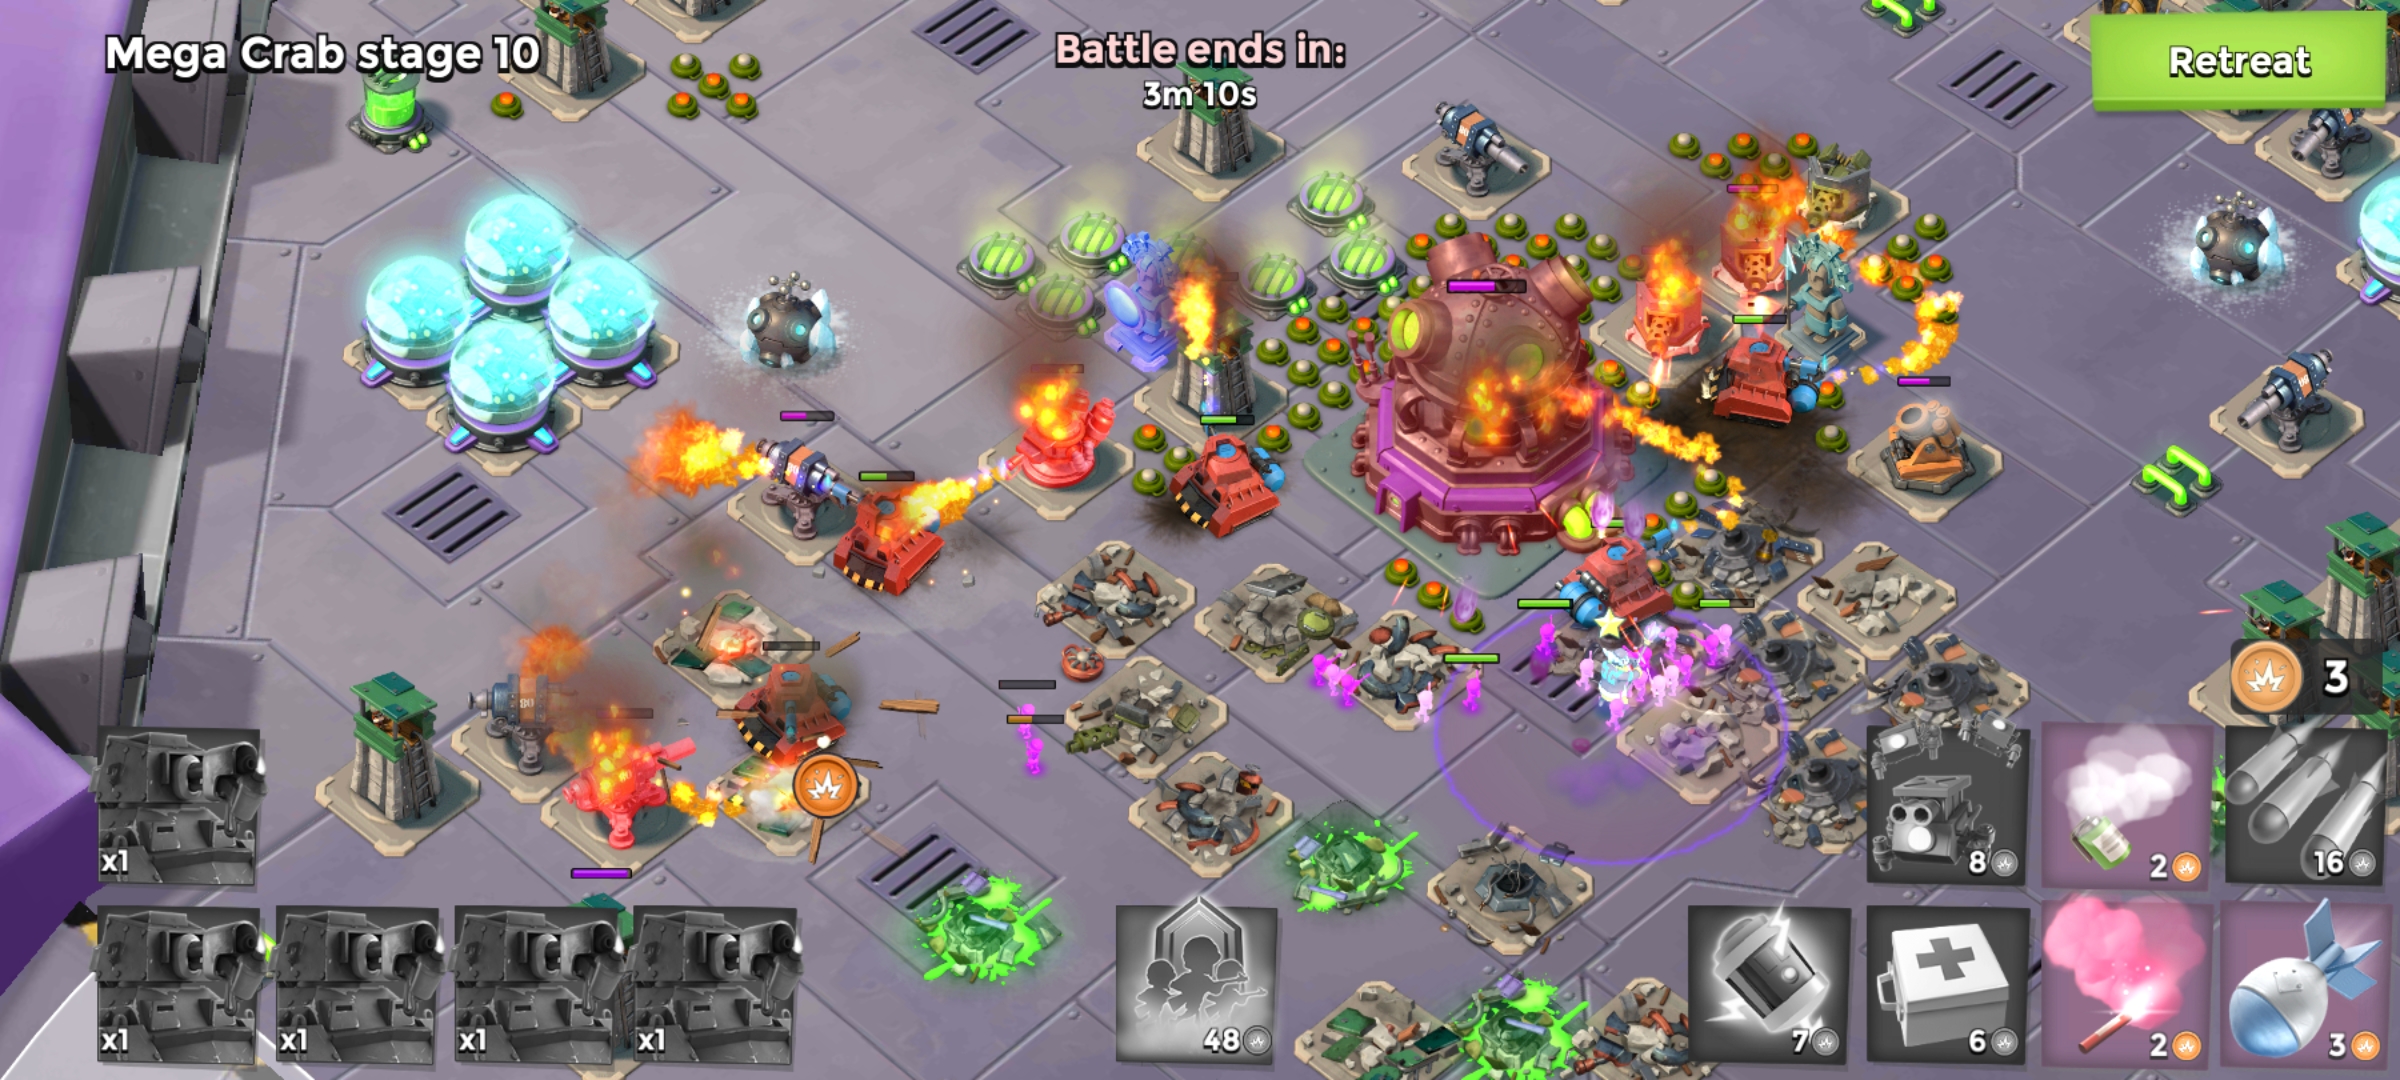 Mega Crab stage 10
Battle ends in:
3m 10s
Retreat
3
x1
8
2
16
x1
x1
x1
x1
48
7
6
2
3